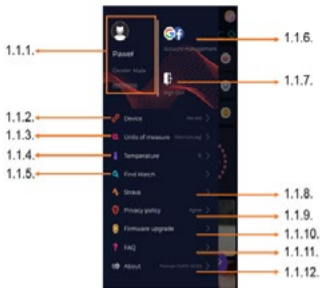 1.1.1.
Paweł
Gender: Male
Account management
1.1.6.
Sign Out
1.1.7.
1.1.2.
Device
1.1.3.
Units of measure
1.1.4.
Temperature
1.1.5.
Find Watch
Strava
1.1.8.
Privacy policy
Agree
1.1.9.
Firmware upgrade
1.1.10.
FAQ
1.1.11.
About
1.1.12.